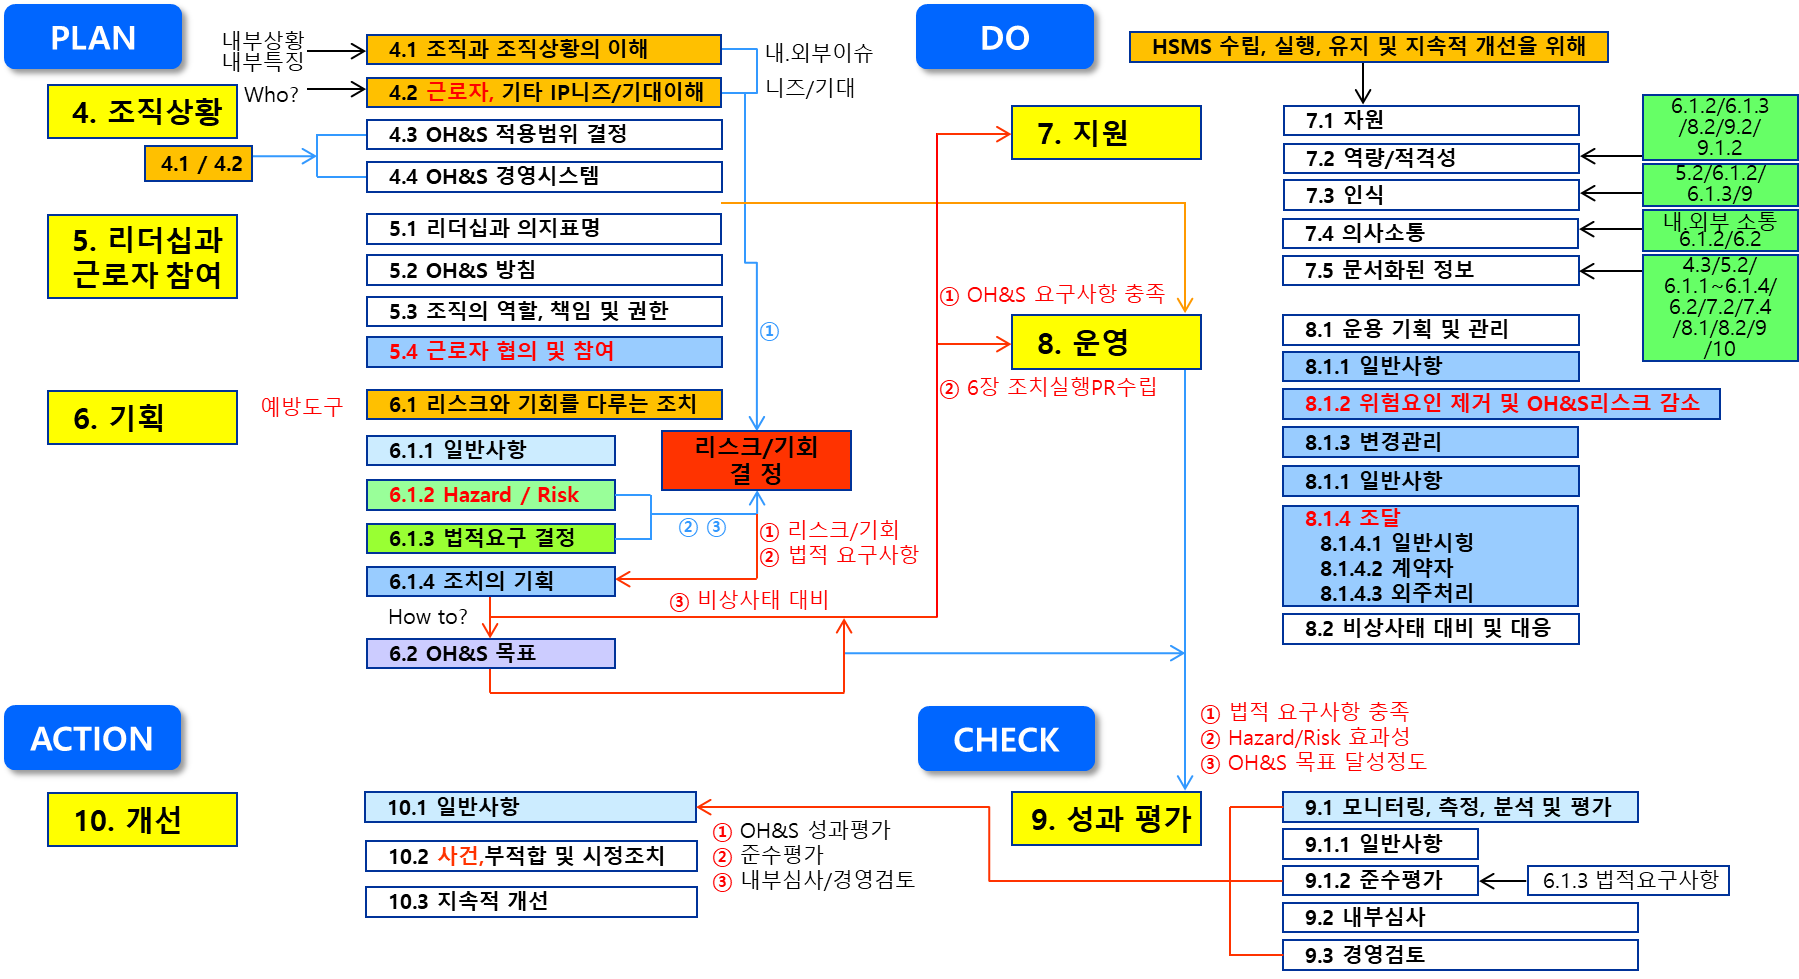 PLAN
내부상황
내부특징
Who?
4. 조직상황
4.1 / 4.2
4.1 조직과 조직상황의 이해
4.2 근로자, 기타 IP니즈/기대이해
4.3 OH&S 적용범위 결정
4.4 OH&S 경영시스템
내.외부이슈
니즈/기대
5. 리더십과
근로자 참여
5.1 리더십과 의지표명
5.2 OH&S 방침
5.3 조직의 역할, 책임 및 권한
5.4 근로자 협의 및 참여
①
6. 기획
예방도구
6.1 리스크와 기회를 다루는 조치
6.1.1 일반사항
6.1.2 Hazard / Risk
6.1.3 법적요구 결정
6.1.4 조치의 기획
How to?
6.2 OH&S 목표
리스크/기회
결 정
② ③
① 리스크/기회
② 법적 요구사항
③ 비상사태 대비
DO
HSMS 수립, 실행, 유지 및 지속적 개선을 위해
7. 지원
7.1 자원
7.2 역량/적격성
7.3 인식
7.4 의사소통
7.5 문서화된 정보
6.1.2/6.1.3
/8.2/9.2/
9.1.2
5.2/6.1.2/
6.1.3/9
내.외부 소통
6.1.2/6.2
4.3/5.2/
6.1.1~6.1.4/
6.2/7.2/7.4
/8.1/8.2/9
/10
① OH&S 요구사항 충족
8. 운영
② 6장 조치실행PR수립
8.1 운용 기획 및 관리
8.1.1 일반사항
8.1.2 위험요인 제거 및 OH&S리스크 감소
8.1.3 변경관리
8.1.1 일반사항
8.1.4 조달
8.1.4.1 일반시힝
8.1.4.2 계약자
8.1.4.3 외주처리
8.2 비상사태 대비 및 대응
ACTION
10. 개선
10.1 일반사항
10.2 사건,부적합 및 시정조치
10.3 지속적 개선
① OH&S 성과평가
② 준수평가
③ 내부심사/경영검토
CHECK
① 법적 요구사항 충족
② Hazard/Risk 효과성
③ OH&S 목표 달성정도
9. 성과 평가
9.1 모니터링, 측정, 분석 및 평가
9.1.1 일반사항
9.1.2 준수평가
6.1.3 법적요구사항
9.2 내부심사
9.3 경영검토